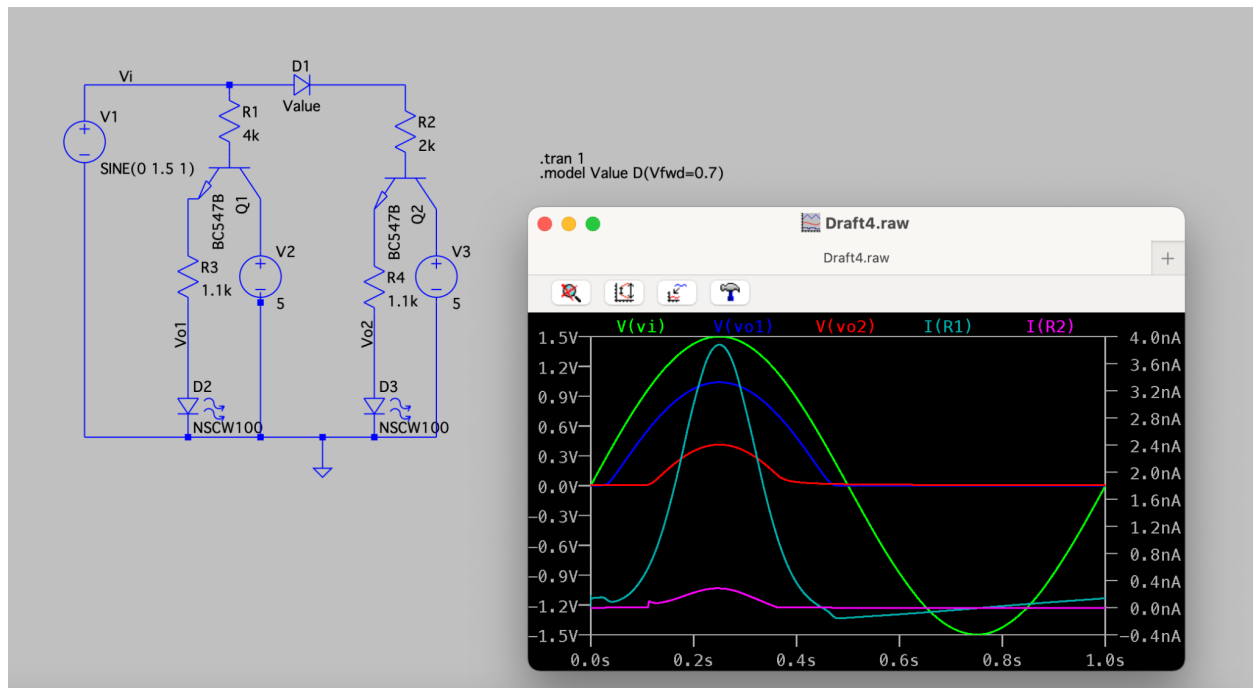 Vi
D1
Value
V1
SINE(0 1.5 1)
R1
4k
R2
2k
BC547B
Q1
BC547B
Q2
R3
1.1k
V2
5
R4
1.1k
V3
5
Vo1
Vo2
D2
NSCW100
D3
NSCW100
.tran 1
.model Value D(Vfwd=0.7)
Draft4.raw
Draft4.raw
+
V(vi) V(vo1) V(vo2) I(R1) I(R2)
1.5V 4.0nA
1.2V 3.6nA
0.9V 3.2nA
0.6V 2.8nA
0.3V 2.4nA
0.0V 2.0nA
-0.3V 1.6nA
-0.6V 1.2nA
-0.9V 0.8nA
-1.2V 0.4nA
-1.5V 0.0nA
-0.4nA
0.0s 0.2s 0.4s 0.6s 0.8s 1.0s